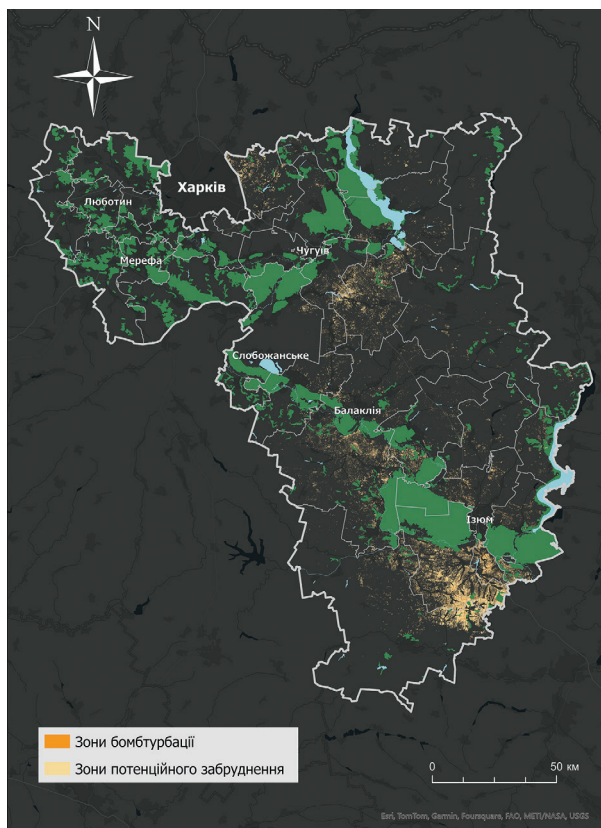 N
Харків
Люботин
Мерефа
Чугуїв
Слобожанське
Балаклія
Ізюм
Зони бомбтурбації
Зони потенційного забруднення
0 50 км
Esri, TomTom, Garmin, Foursquare, FAO, METI/NASA, USGS